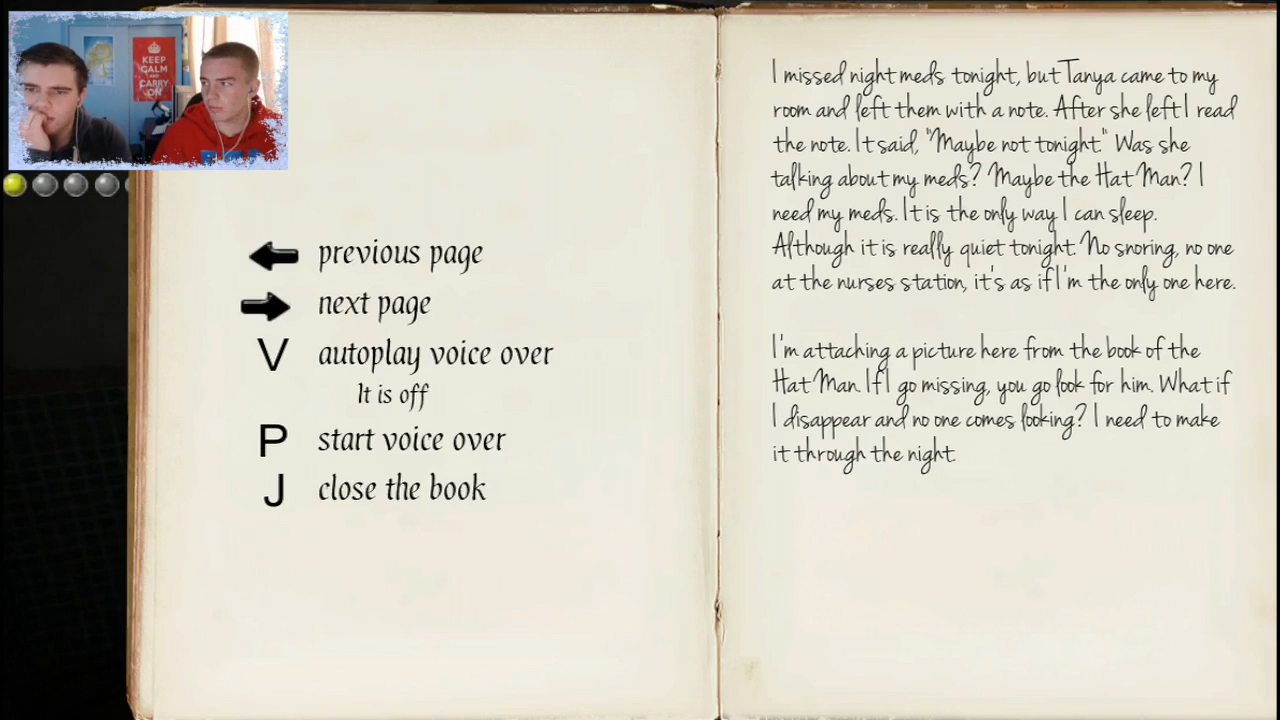 KEEP
CALM
AND
CARRY
ON
previous page
next page
V autoplay voice over
It is off
P start voice over
J close the book
I missed night meds tonight, but Tanya came to my
room and left them with a note. After she left I read
the note. It said, "Maybe not tonight." Was she
talking about my meds? Maybe the Hat Man? I
need my meds. It is the only way I can sleep.
Although it is really quiet tonight. No snoring, no one
at the nurses station, it's as if I'm the only one here.
I'm attaching a picture here from the book of the
Hat Man. If I go missing, you go look for him. What if
I disappear and no one comes looking? I need to make
it through the night.